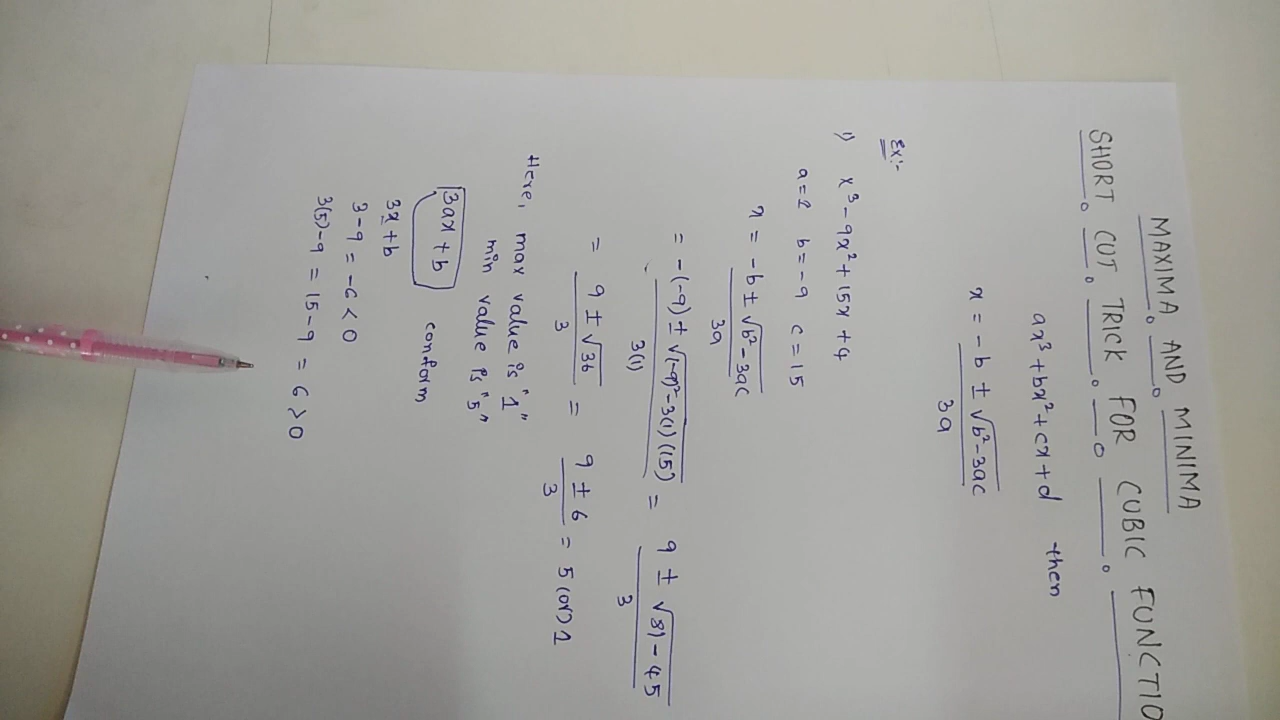 MAXIMA AND MINIMA
SHORT CUT TRICK FOR CUBIC FUNCTIO
ax³ + bx² + cx + d then
x = -b ± √b²-3ac / 3a
Ex:-
1) x³ - 9x² + 15x + 4
a = 1 b = -9 c = 15
x = -b ± √b²-3ac / 3a
= -(-9) ± √(-9)²-3(1)(15) / 3(1) = 9 ± √81-45 / 3
= 9 ± √36 / 3 = 9 ± 6 / 3 = 5 (or) 1
Here, max value is "1"
min value is "5"
3ax + b conform
3x + b
3-9 = -6 < 0
3(5)-9 = 15-9 = 6 > 0